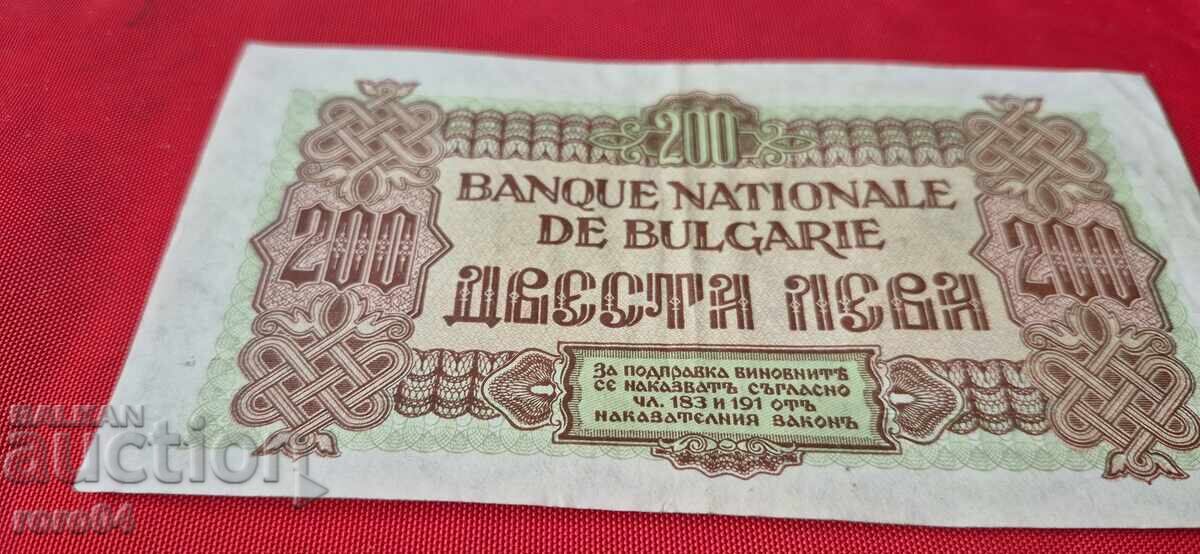 200
BANQUE NATIONALE
DE BULGARIE
200 200
ДВЕСТА ЛЕВА
За подправка виновнитѣ
се наказватъ съгласно
чл. 183 и 191 отъ
наказателния законъ
BALKAN
auction
roro64